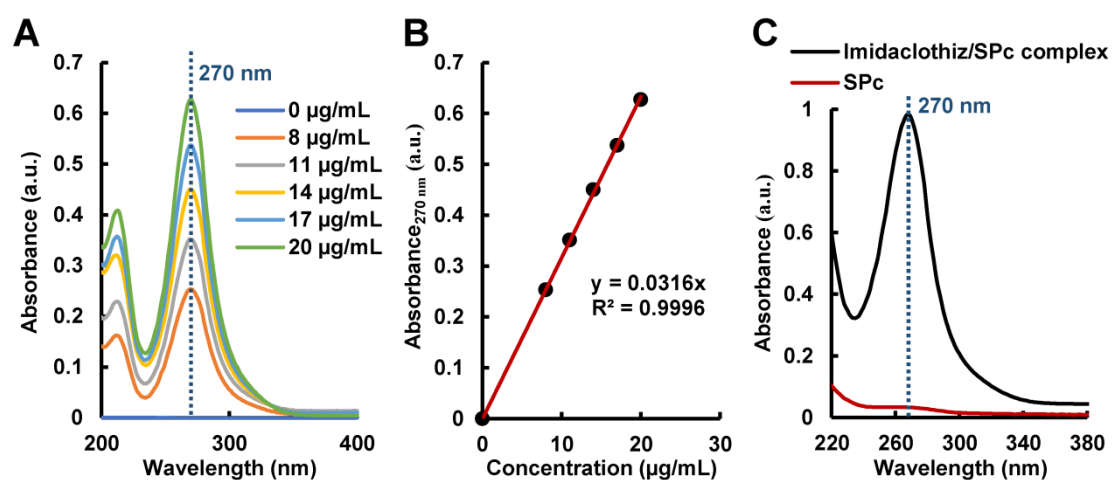 A
0.7
0.6
0.5
0.4
0.3
0.2
0.1
0
Absorbance (a.u.)
270 nm
0 µg/mL
8 µg/mL
11 µg/mL
14 µg/mL
17 µg/mL
20 µg/mL
200
300
400
Wavelength (nm)
B
0.7
0.6
0.5
0.4
0.3
0.2
0.1
0
Absorbance270 nm (a.u.)
y = 0.0316x
R² = 0.9996
0
10
20
30
Concentration (µg/mL)
C
Imidaclothiz/SPc complex
SPc
270 nm
1
0.8
0.6
0.4
0.2
0
Absorbance (a.u.)
220
260
300
340
380
Wavelength (nm)